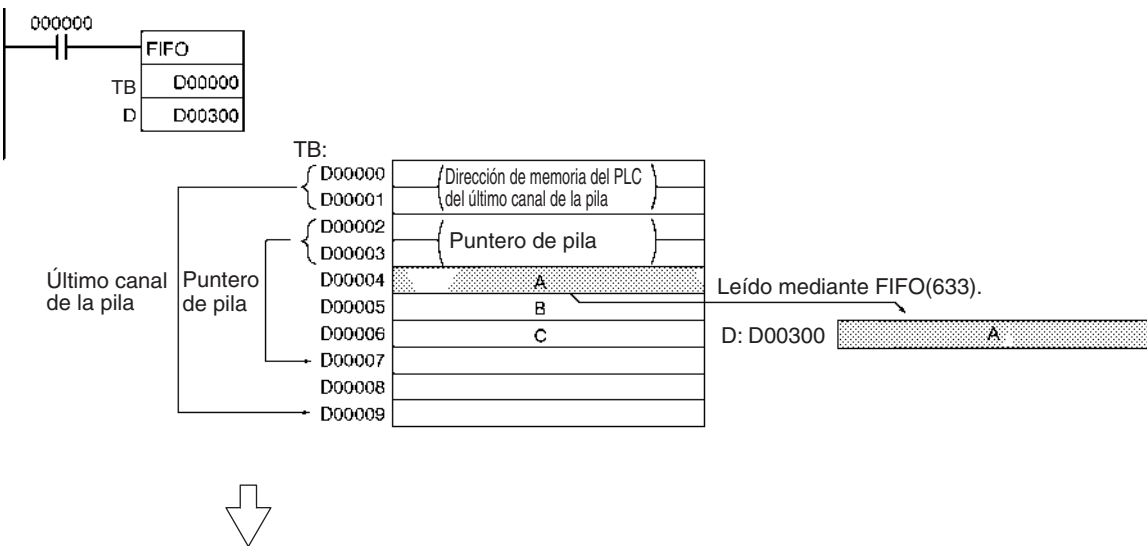 000000
FIFO
TB D00000
D D00300
TB:
D00000
D00001
Dirección de memoria del PLC
del último canal de la pila
D00002
D00003
Puntero de pila
Último canal
de la pila
Puntero
de pila
D00004 A
Leído mediante FIFO(633).
D00005 B
D00006 C
D: D00300 A
D00007
D00008
D00009